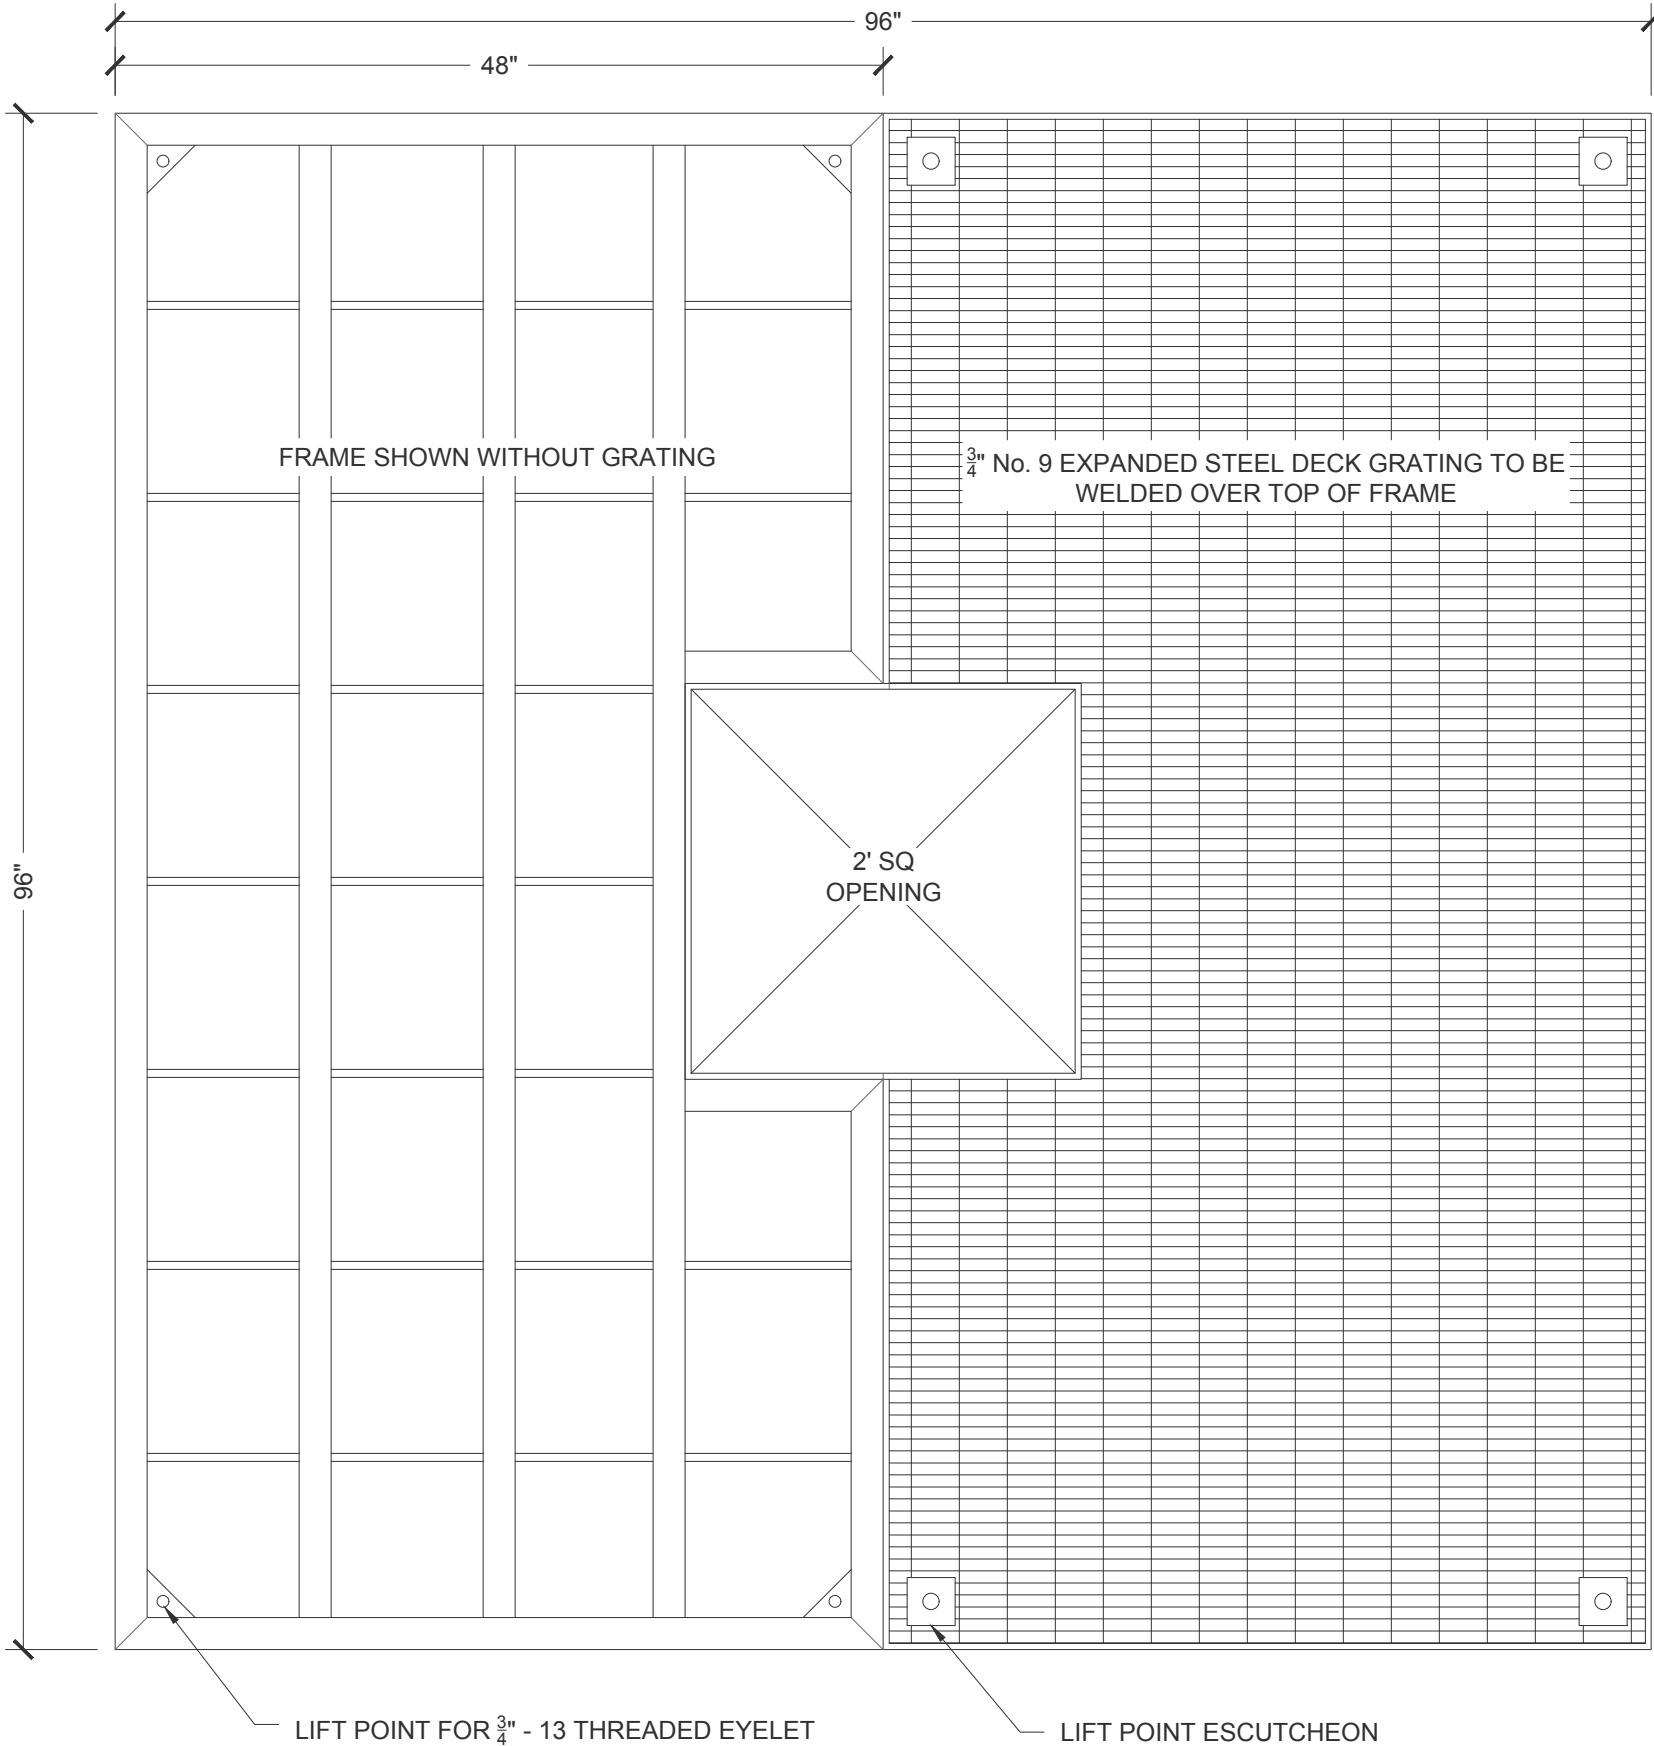 96"
48"
96"
FRAME SHOWN WITHOUT GRATING
3/4" No. 9 EXPANDED STEEL DECK GRATING TO BE
WELDED OVER TOP OF FRAME
2' SQ
OPENING
LIFT POINT FOR 3/4" - 13 THREADED EYELET
LIFT POINT ESCUTCHEON